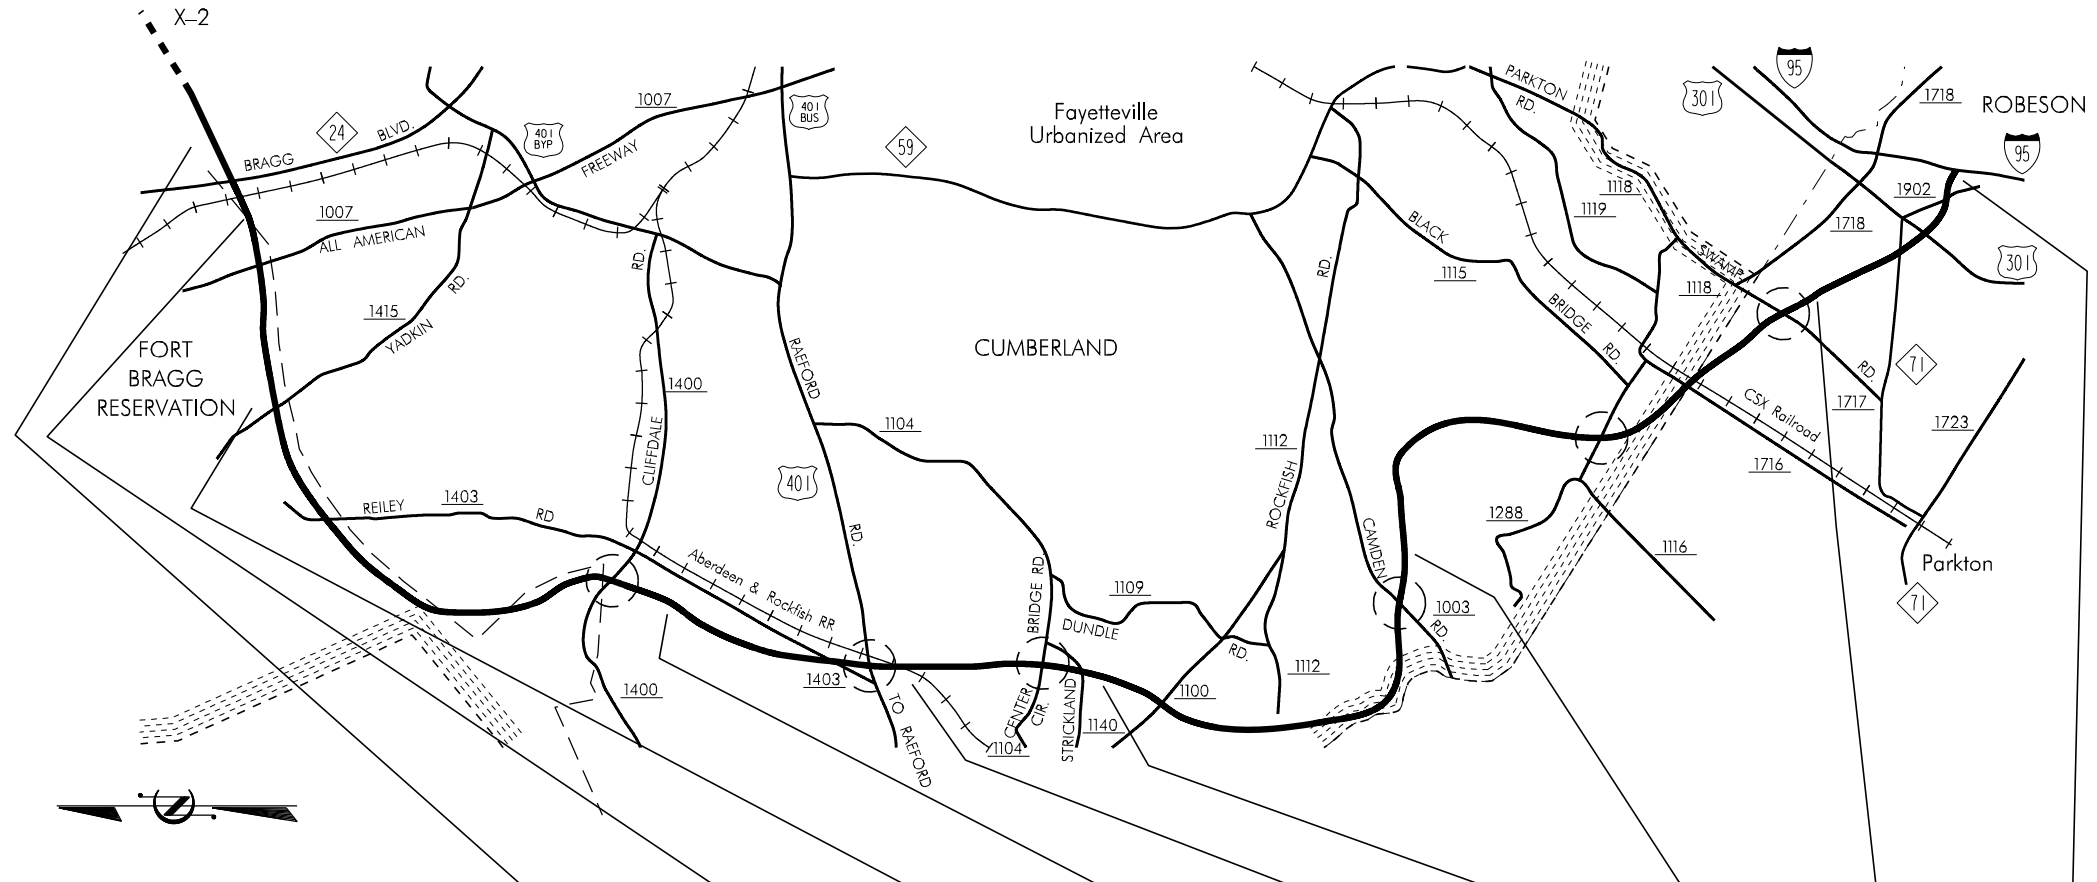 X-2
24
BRAGG BLVD.
401
BYP
1007
401
BUS
59
Fayetteville
Urbanized Area
PARKTON
RD.
301
95
1718
ROBESON
95
FREEWAY
1007
ALL AMERICAN
1118
1119
1902
1718
BLACK
RD.
RD.
1115
SWAMP
301
1415
YADKIN
RD.
1118
BRIDGE
RD.
FORT
BRAGG
RESERVATION
CUMBERLAND
RAEFORD
RD.
71
1400
CLIFFDALE
1104
1717
CSX Railroad
1723
1112
1716
401
ROCKFISH
REILEY
1403
RD
RD.
CAMDEN
1288
1116
Aberdeen & Rockfish RR
BRIDGE RD.
1109
DUNDLE
RD.
Parkton
71
1003
RD.
1403
1112
1400
1100
TO RAEFORD
CENTER
CIR.
STRICKLAND
1140
1104